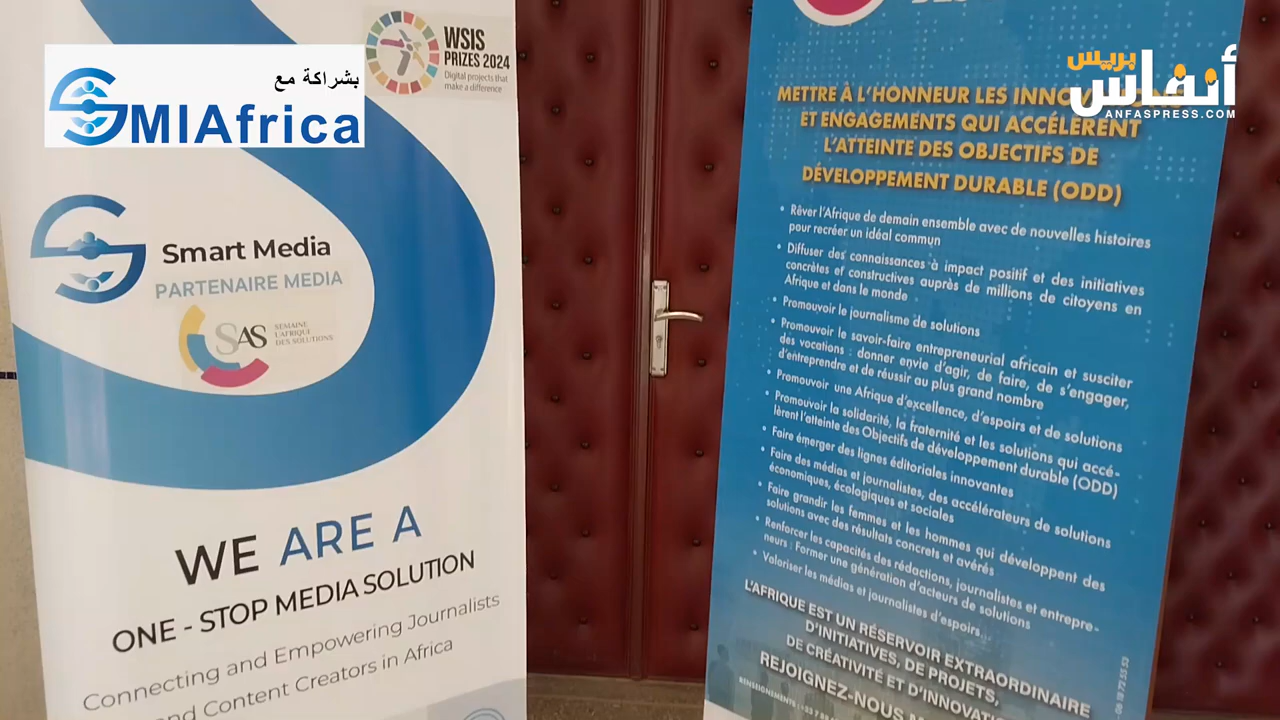 بشراكة مع
SMIAfrica
WSIS
PRIZES 2024
Digital projects that
make a difference
Smart Media
PARTENAIRE MEDIA
SAS
SEMAINE
L'AFRIQUE
DES SOLUTIONS
WE ARE A
ONE - STOP MEDIA SOLUTION
Connecting and Empowering Journalists
and Content Creators in Africa
أنفاس
بريس
ANFASPRESS.COM
METTRE À L'HONNEUR LES
ET ENGAGEMENTS QUI ACCÉLÈRENT
L'ATTEINTE DES OBJECTIFS DE
DÉVELOPPEMENT DURABLE (ODD)
• Rêver l'Afrique de demain ensemble avec de nouvelles histoires
pour recréer un idéal commun
• Diffuser des connaissances à impact positif et des initiatives
concrètes et constructives auprès de millions de citoyens en
Afrique et dans le monde
• Promouvoir le journalisme de solutions
• Promouvoir le savoir-faire entrepreneurial africain et susciter
des vocations : donner envie d'agir, de faire, de s'engager,
d'entreprendre et de réussir au plus grand nombre
• Promouvoir une Afrique d'excellence, d'espoirs et de solutions
• Promouvoir la solidarité, la fraternité et les solutions qui accé-
lèrent l'atteinte des Objectifs de développement durable (ODD)
• Faire émerger des lignes éditoriales innovantes
• Faire des médias et journalistes, des accélérateurs de solutions
économiques, écologiques et sociales
• Faire grandir les femmes et les hommes qui développent des
solutions avec des résultats concrets et avérés
• Renforcer les capacités des rédactions, journalistes et entrepre-
neurs : Former une génération d'acteurs de solutions
• Valoriser les médias et journalistes d'espoirs...
L'AFRIQUE EST UN RÉSERVOIR EXTRAORDINAIRE
D'INITIATIVES, DE PROJETS,
DE CRÉATIVITÉ ET D'INNOVATI
REJOIGNEZ-NOUS
RENSEIGNEMENTS :